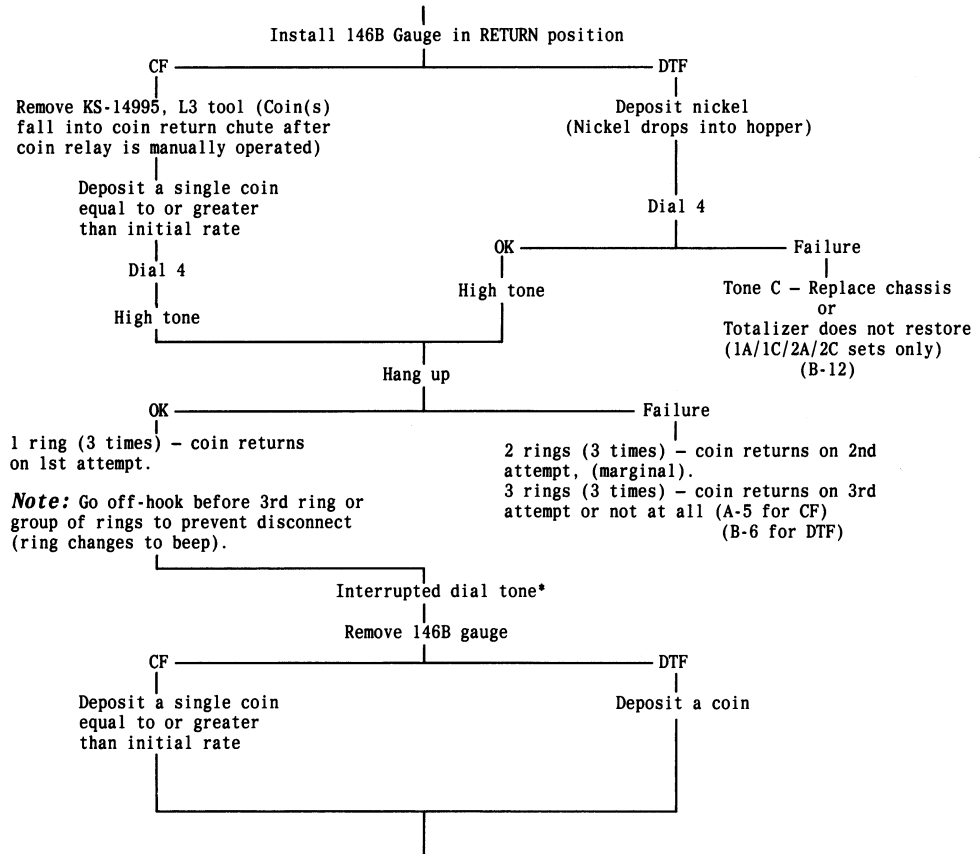 Install 146B Gauge in RETURN position
CF
DTF
Remove KS-14995, L3 tool (Coin(s)
fall into coin return chute after
coin relay is manually operated)
Deposit a single coin
equal to or greater
than initial rate
Dial 4
High tone
Deposit nickel
(Nickel drops into hopper)
Dial 4
OK
Failure
High tone
Tone C – Replace chassis
or
Totalizer does not restore
(1A/1C/2A/2C sets only)
(B-12)
Hang up
OK
Failure
1 ring (3 times) – coin returns
on 1st attempt.
Note: Go off-hook before 3rd ring or
group of rings to prevent disconnect
(ring changes to beep).
2 rings (3 times) – coin returns on 2nd
attempt, (marginal).
3 rings (3 times) – coin returns on 3rd
attempt or not at all (A-5 for CF)
(B-6 for DTF)
Interrupted dial tone*
Remove 146B gauge
CF
DTF
Deposit a single coin
equal to or greater
than initial rate
Deposit a coin